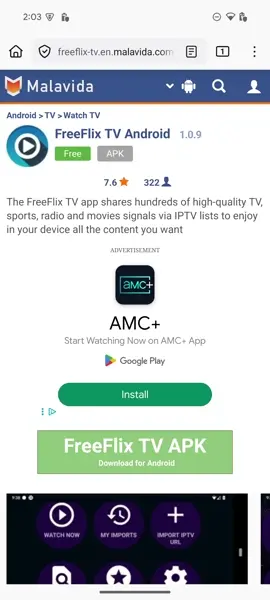 2:03
freeflix-tv.en.malavida.com
1
Malavida
Android > TV > Watch TV
FreeFlix TV Android 1.0.9
Free APK
7.6 322
The FreeFlix TV app shares hundreds of high-quality TV,
sports, radio and movies signals via IPTV lists to enjoy
in your device all the content you want
ADVERTISEMENT
AMC+
AMC+
Start Watching Now on AMC+ App
Google Play
Install
FreeFlix TV APK
Download for Android
WATCH NOW MY IMPORTS IMPORT IPTV
URL